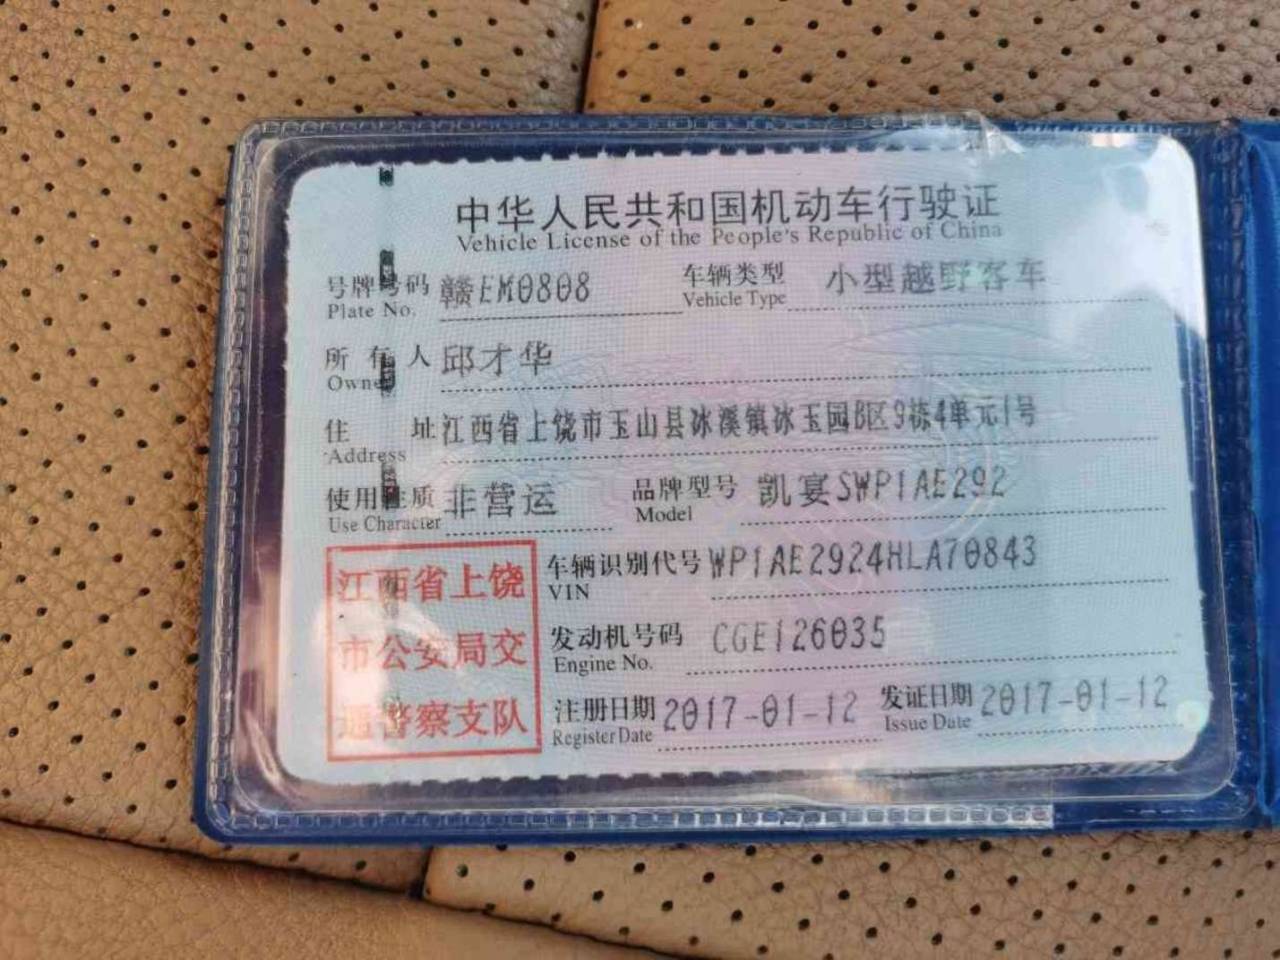 中华人民共和国机动车行驶证
Vehicle License of the People's Republic of China
号牌号码 赣EM0808 车辆类型 小型越野客车
Plate No. Vehicle Type
所有人 邱才华
Owner
住址 江西省上饶市玉山县冰溪镇冰玉园B区9栋4单元1号
Address
使用性质 非营运 品牌型号 凯宴SWP1AE292
Use Character Model
江西省上饶
市公安局交
通警察支队
车辆识别代号 WP1AE2924HLA70843
VIN
发动机号码 CGE126035
Engine No.
注册日期 2017-01-12 发证日期 2017-01-12
Register Date Issue Date